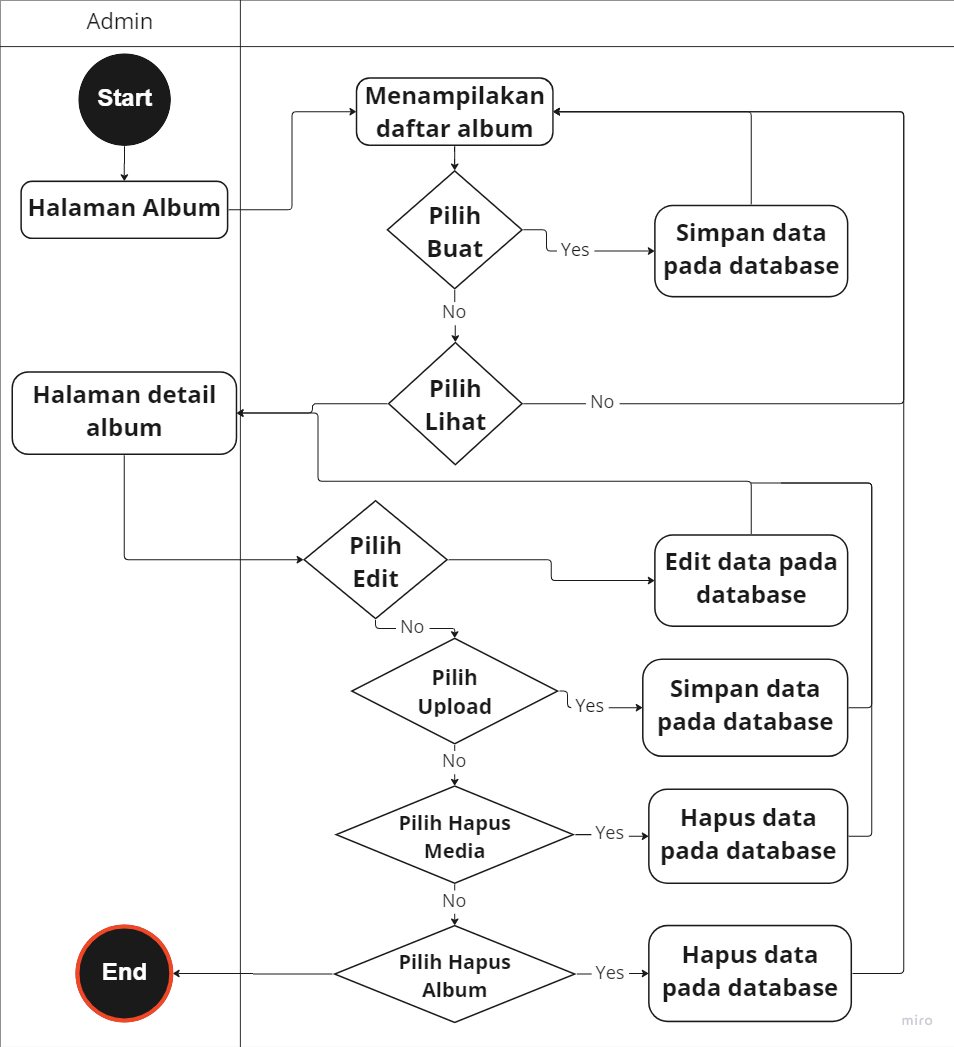 Admin
Start
Menampilakan
daftar album
Halaman Album
Pilih
Buat
Yes
Simpan data
pada database
No
Halaman detail
album
Pilih
Lihat
No
Pilih
Edit
Edit data pada
database
No
Pilih
Upload
Yes
Simpan data
pada database
No
Pilih Hapus
Media
Yes
Hapus data
pada database
No
End
Pilih Hapus
Album
Yes
Hapus data
pada database
miro